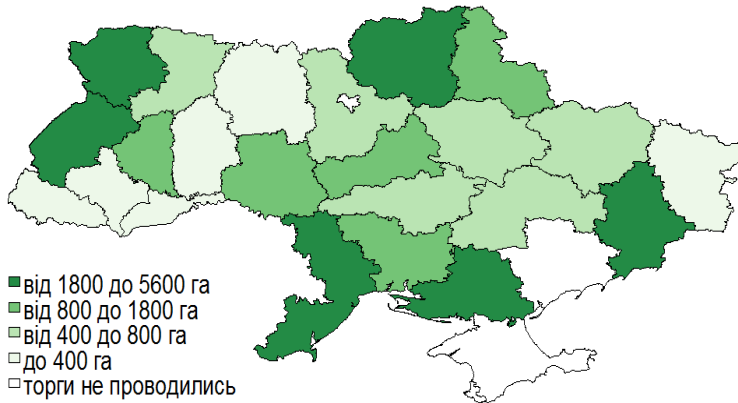 від 1800 до 5600 га
від 800 до 1800 га
від 400 до 800 га
до 400 га
торги не проводились